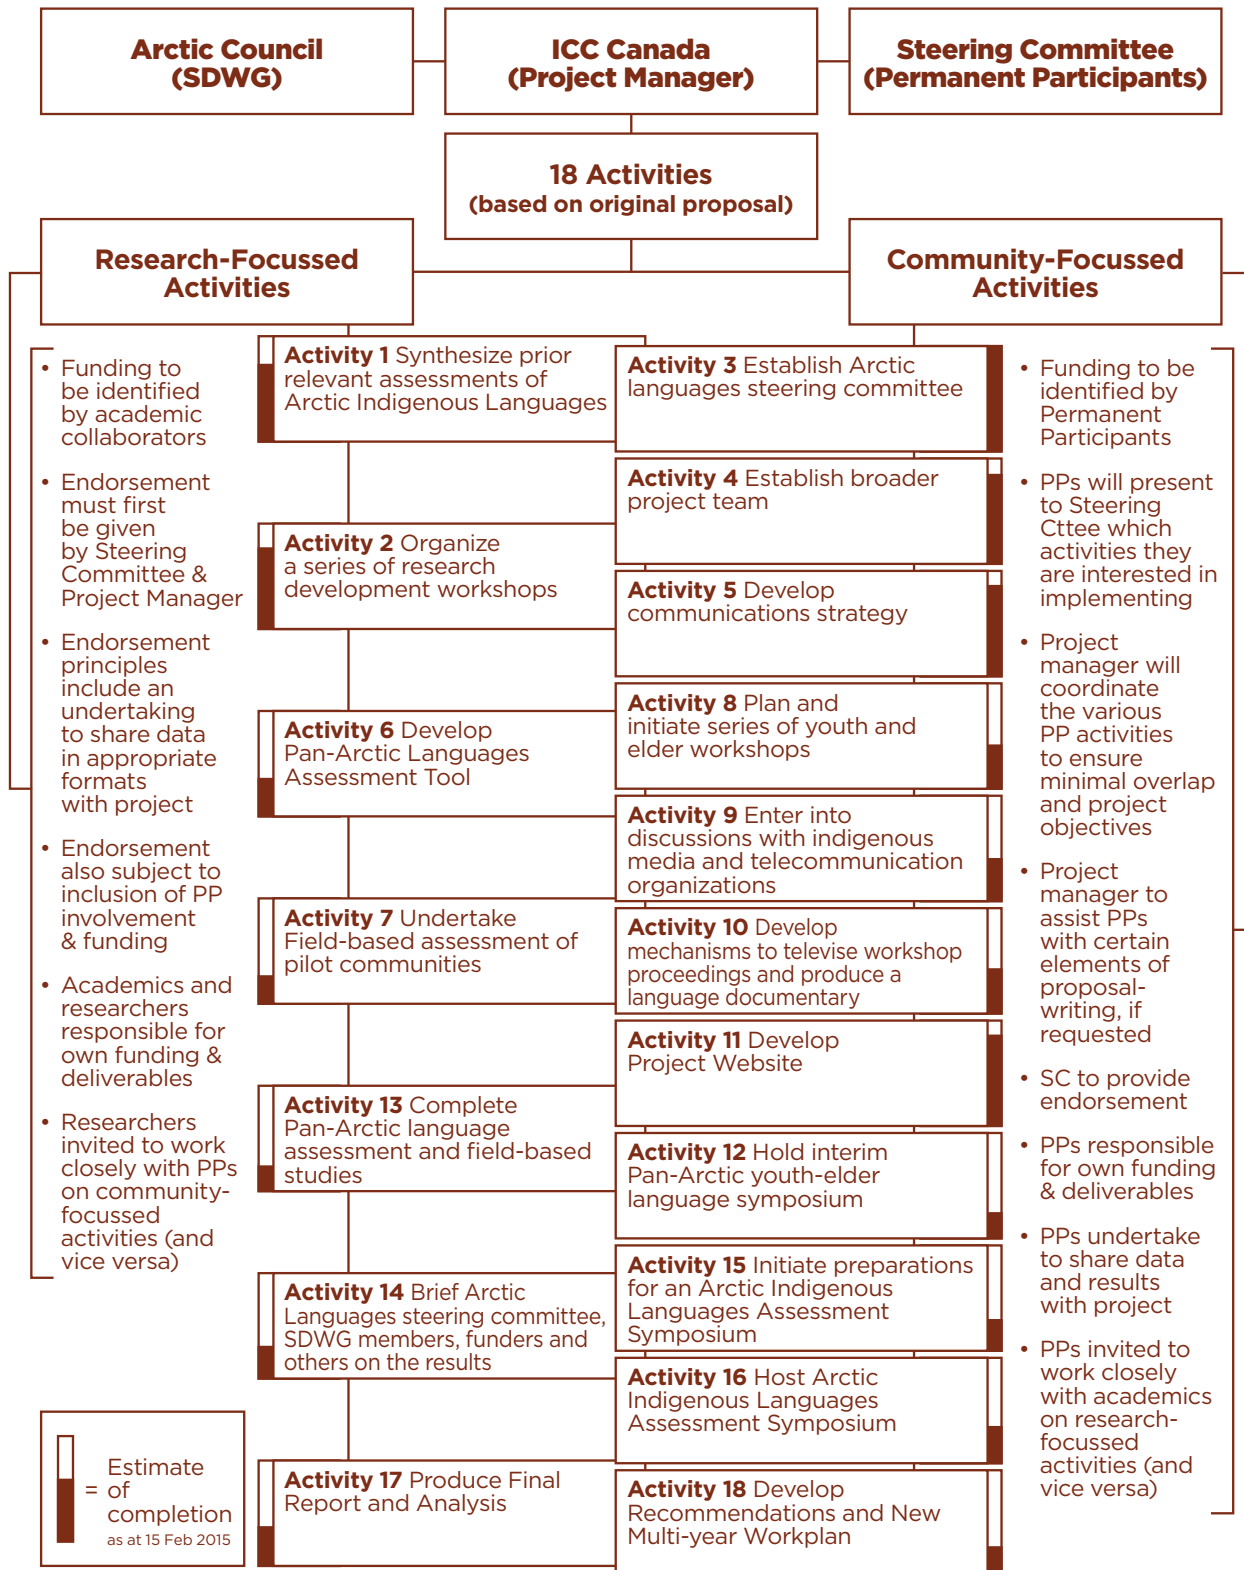 Arctic Council
(SDWG)
ICC Canada
(Project Manager)
Steering Committee
(Permanent Participants)
18 Activities
(based on original proposal)
Research-Focussed
Activities
Community-Focussed
Activities
• Funding to
be identified
by academic
collaborators
• Endorsement
must first
be given
by Steering
Committee &
Project Manager
• Endorsement
principles
include an
undertaking
to share data
in appropriate
formats
with project
• Endorsement
also subject to
inclusion of PP
involvement
& funding
• Academics and
researchers
responsible for
own funding &
deliverables
• Researchers
invited to work
closely with PPs
on community-
focussed
activities (and
vice versa)
Activity 1 Synthesize prior
relevant assessments of
Arctic Indigenous Languages
Activity 2 Organize
a series of research
development workshops
Activity 6 Develop
Pan-Arctic Languages
Assessment Tool
Activity 7 Undertake
Field-based assessment of
pilot communities
Activity 13 Complete
Pan-Arctic language
assessment and field-based
studies
Activity 14 Brief Arctic
Languages steering committee,
SDWG members, funders and
others on the results
Activity 17 Produce Final
Report and Analysis
Activity 3 Establish Arctic
languages steering committee
Activity 4 Establish broader
project team
Activity 5 Develop
communications strategy
Activity 8 Plan and
initiate series of youth and
elder workshops
Activity 9 Enter into
discussions with indigenous
media and telecommunication
organizations
Activity 10 Develop
mechanisms to televise workshop
proceedings and produce a
language documentary
Activity 11 Develop
Project Website
Activity 12 Hold interim
Pan-Arctic youth-elder
language symposium
Activity 15 Initiate preparations
for an Arctic Indigenous
Languages Assessment
Symposium
Activity 16 Host Arctic
Indigenous Languages
Assessment Symposium
Activity 18 Develop
Recommendations and New
Multi-year Workplan
• Funding to be
identified by
Permanent
Participants
• PPs will present
to Steering
Cttee which
activities they
are interested in
implementing
• Project
manager will
coordinate
the various
PP activities
to ensure
minimal overlap
and project
objectives
• Project
manager to
assist PPs
with certain
elements of
proposal-
writing, if
requested
• SC to provide
endorsement
• PPs responsible
for own funding
& deliverables
• PPs undertake
to share data
and results
with project
• PPs invited to
work closely
with academics
on research-
focussed
activities (and
vice versa)
Estimate
= of
completion
as at 15 Feb 2015